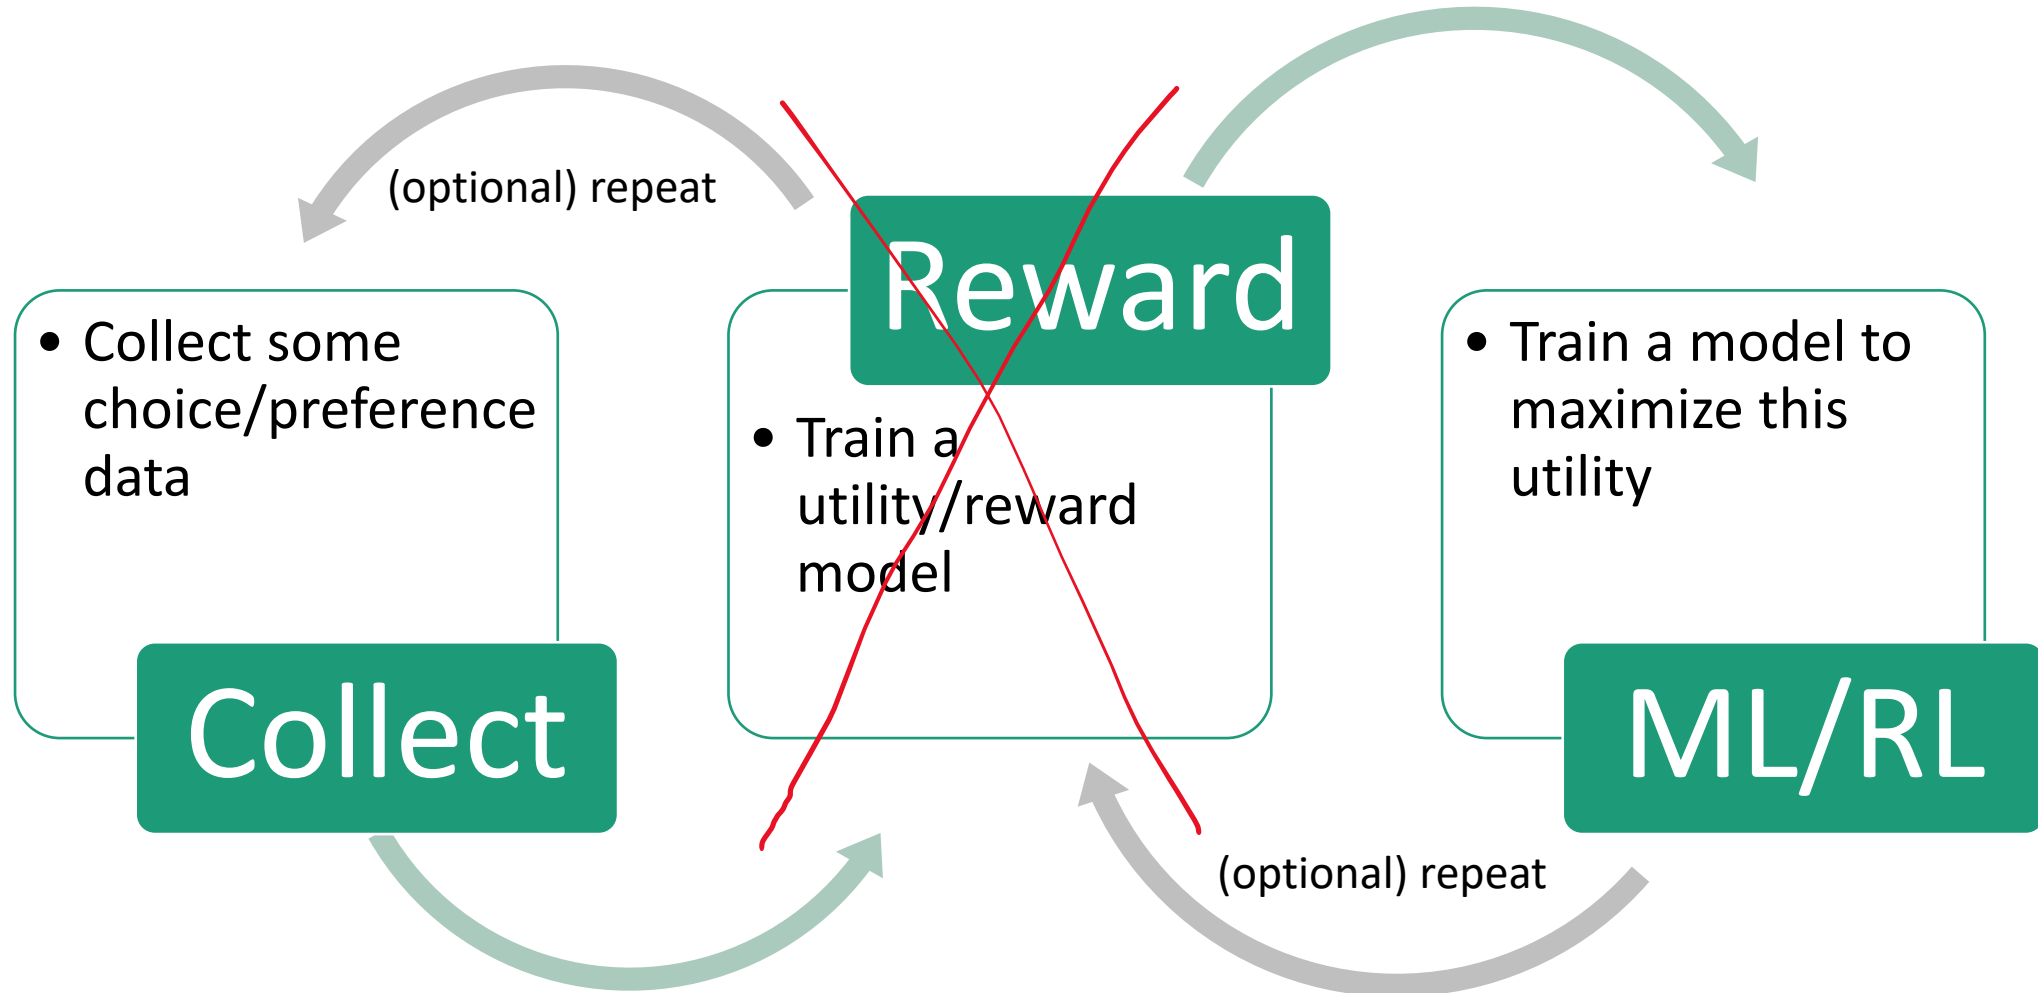 (optional) repeat
• Collect some
choice/preference
data
Collect
Reward
• Train a
utility/reward
model
• Train a model to
maximize this
utility
ML/RL
(optional) repeat